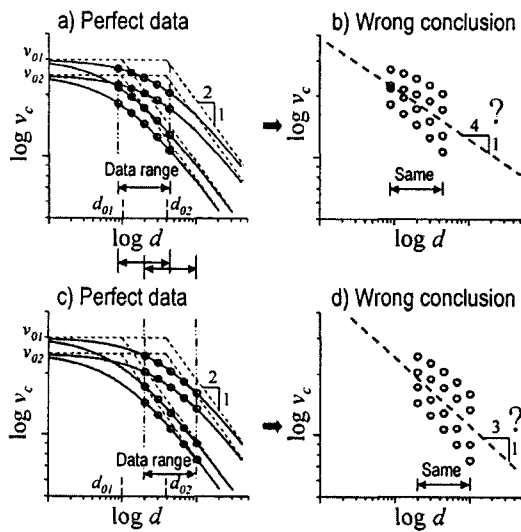 a) Perfect data
v01
v02
2
1
log vc
Data range
d01
d02
log d
b) Wrong conclusion
log vc
4
1
?
Same
log d
c) Perfect data
v01
v02
2
1
log vc
Data range
d01
d02
log d
d) Wrong conclusion
log vc
3
1
?
Same
log d